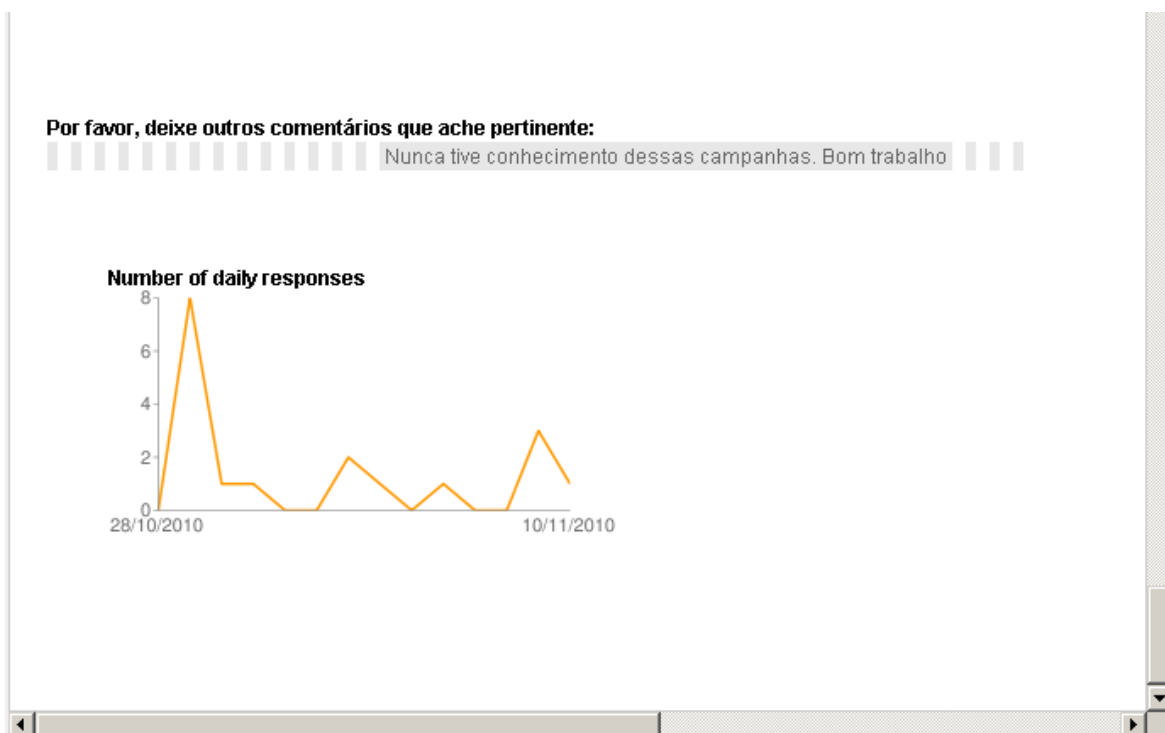 Por favor, deixe outros comentários que ache pertinente:
Nunca tive conhecimento dessas campanhas. Bom trabalho
Number of daily responses
8
6
4
2
0
28/10/2010 10/11/2010